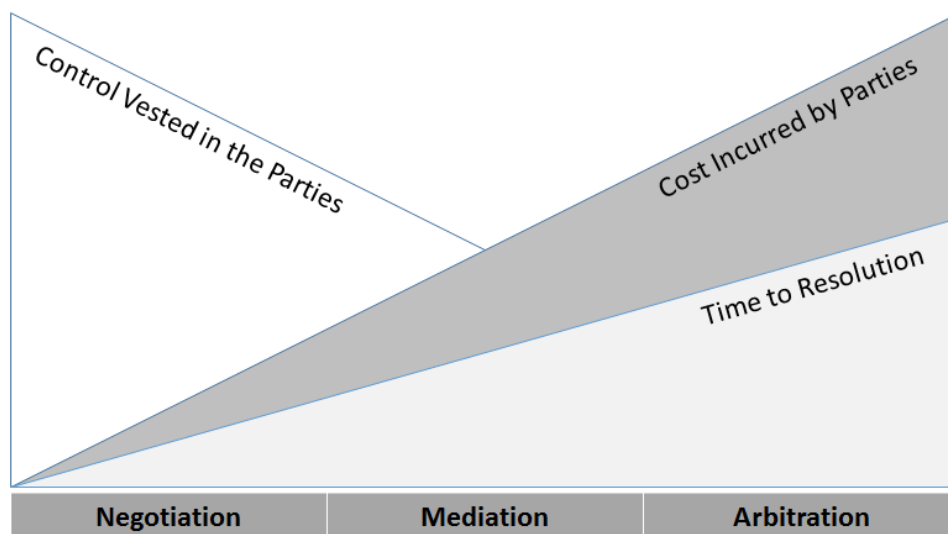 Control Vested in the Parties
Cost Incurred by Parties
Time to Resolution
Negotiation
Mediation
Arbitration